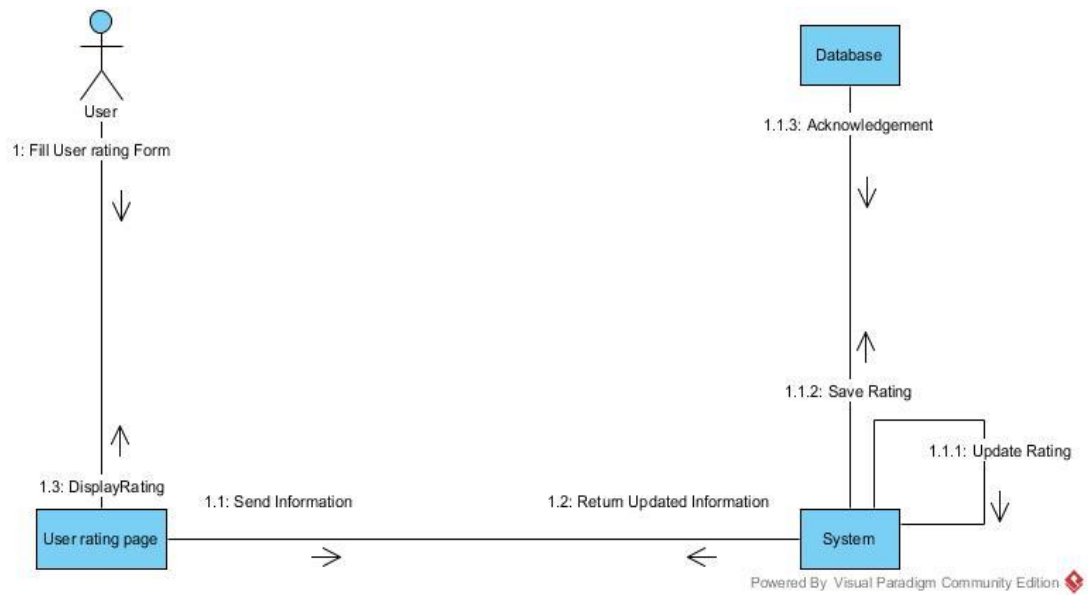 Database
User
1.1.3: Acknowledgement
1: Fill User rating Form
1.1.2: Save Rating
1.1.1: Update Rating
1.3: DisplayRating
1.1: Send Information
1.2: Return Updated Information
User rating page
System
Powered By Visual Paradigm Community Edition